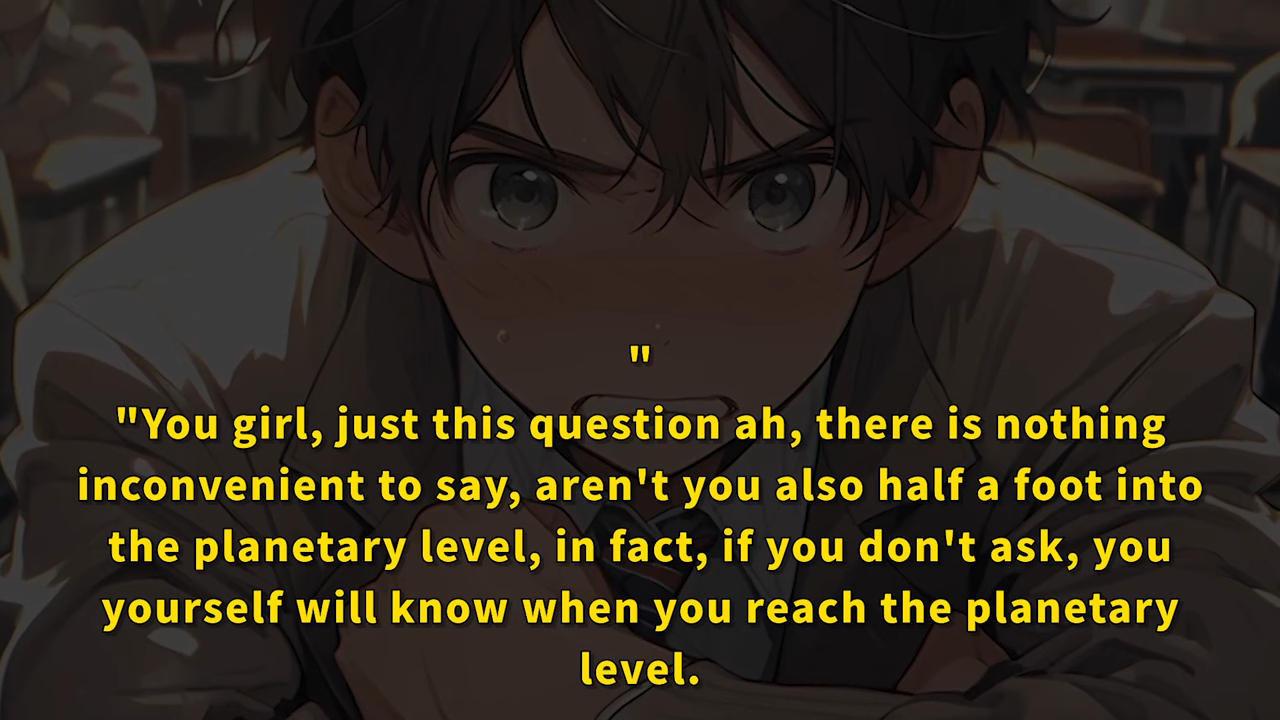 "
"You girl, just this question ah, there is nothing
inconvenient to say, aren't you also half a foot into
the planetary level, in fact, if you don't ask, you
yourself will know when you reach the planetary
level.